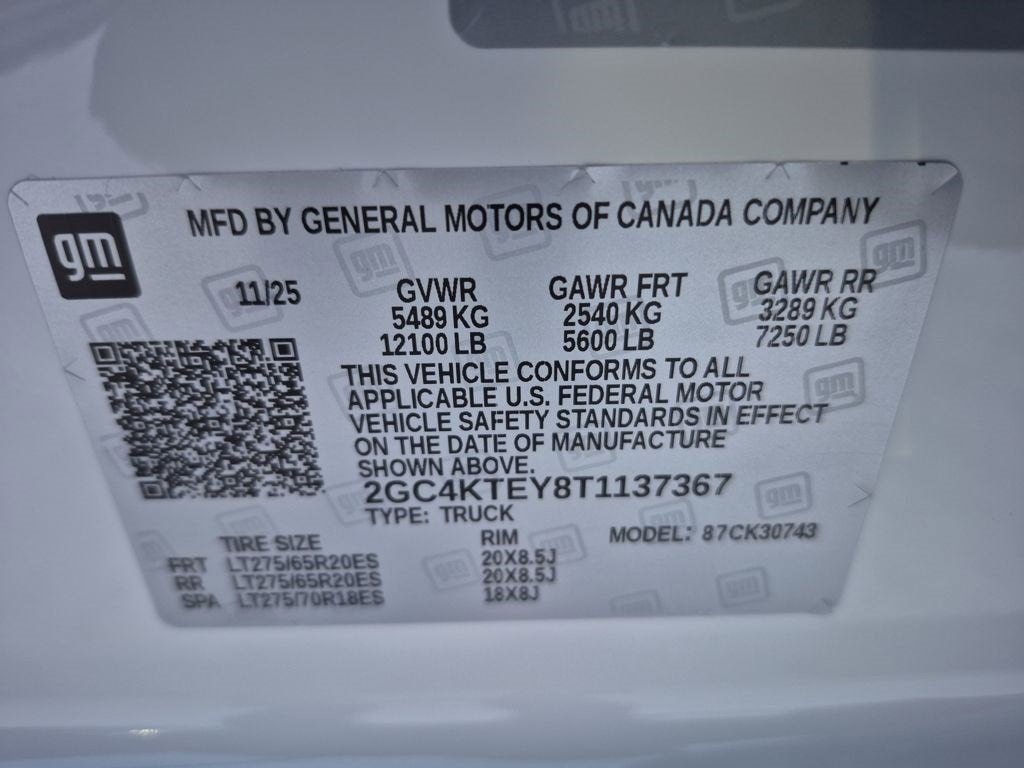 gm
MFD BY GENERAL MOTORS OF CANADA COMPANY
11/25
GVWR GAWR FRT GAWR RR
5489 KG 2540 KG 3289 KG
12100 LB 5600 LB 7250 LB
THIS VEHICLE CONFORMS TO ALL
APPLICABLE U.S. FEDERAL MOTOR
VEHICLE SAFETY STANDARDS IN EFFECT
ON THE DATE OF MANUFACTURE
SHOWN ABOVE.
2GC4KTEY8T1137367
TYPE: TRUCK
MODEL: 87CK30743
TIRE SIZE RIM
FRT LT275/65R20ES 20X8.5J
RR LT275/65R20ES 20X8.5J
SPA LT275/70R18ES 18X8J